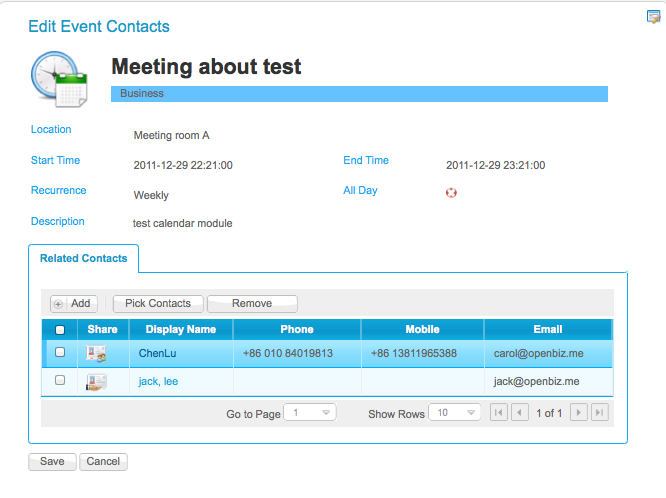 Edit Event Contacts
Meeting about test
Business
Location Meeting room A
Start Time 2011-12-29 22:21:00 End Time 2011-12-29 23:21:00
Recurrence Weekly All Day
Description test calendar module
Related Contacts
Add Pick Contacts Remove
Share Display Name Phone Mobile Email
ChenLu +86 010 84019813 +86 13811965388 carol@openbiz.me
jack, lee jack@openbiz.me
Go to Page 1 Show Rows 10 1 of 1
Save Cancel